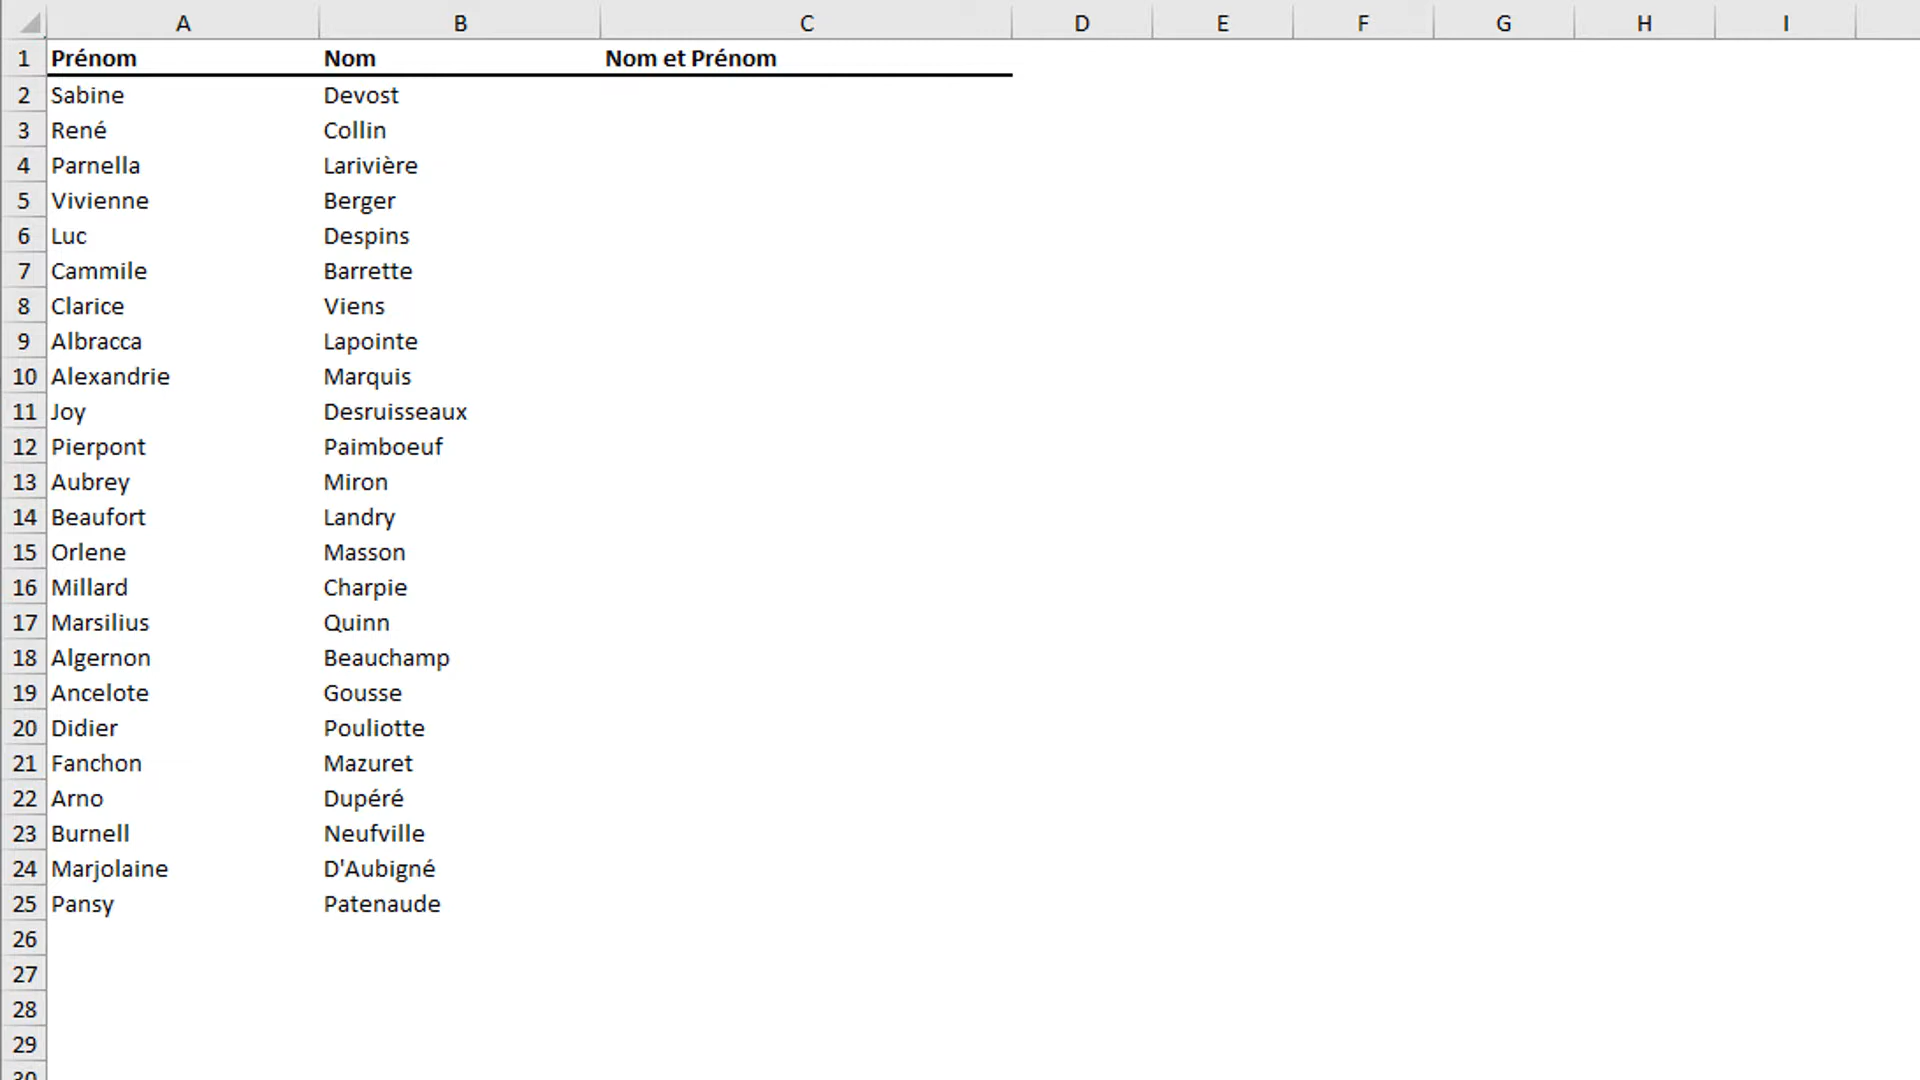 A B C D E F G H I
1 Prénom Nom Nom et Prénom
2 Sabine Devost
3 René Collin
4 Parnella Larivière
5 Vivienne Berger
6 Luc Despins
7 Cammile Barrette
8 Clarice Viens
9 Albracca Lapointe
10 Alexandrie Marquis
11 Joy Desruisseaux
12 Pierpont Paimboeuf
13 Aubrey Miron
14 Beaufort Landry
15 Orlene Masson
16 Millard Charpie
17 Marsilius Quinn
18 Algernon Beauchamp
19 Ancelote Gousse
20 Didier Pouliotte
21 Fanchon Mazuret
22 Arno Dupéré
23 Burnell Neufville
24 Marjolaine D'Aubigné
25 Pansy Patenaude
26
27
28
29
30